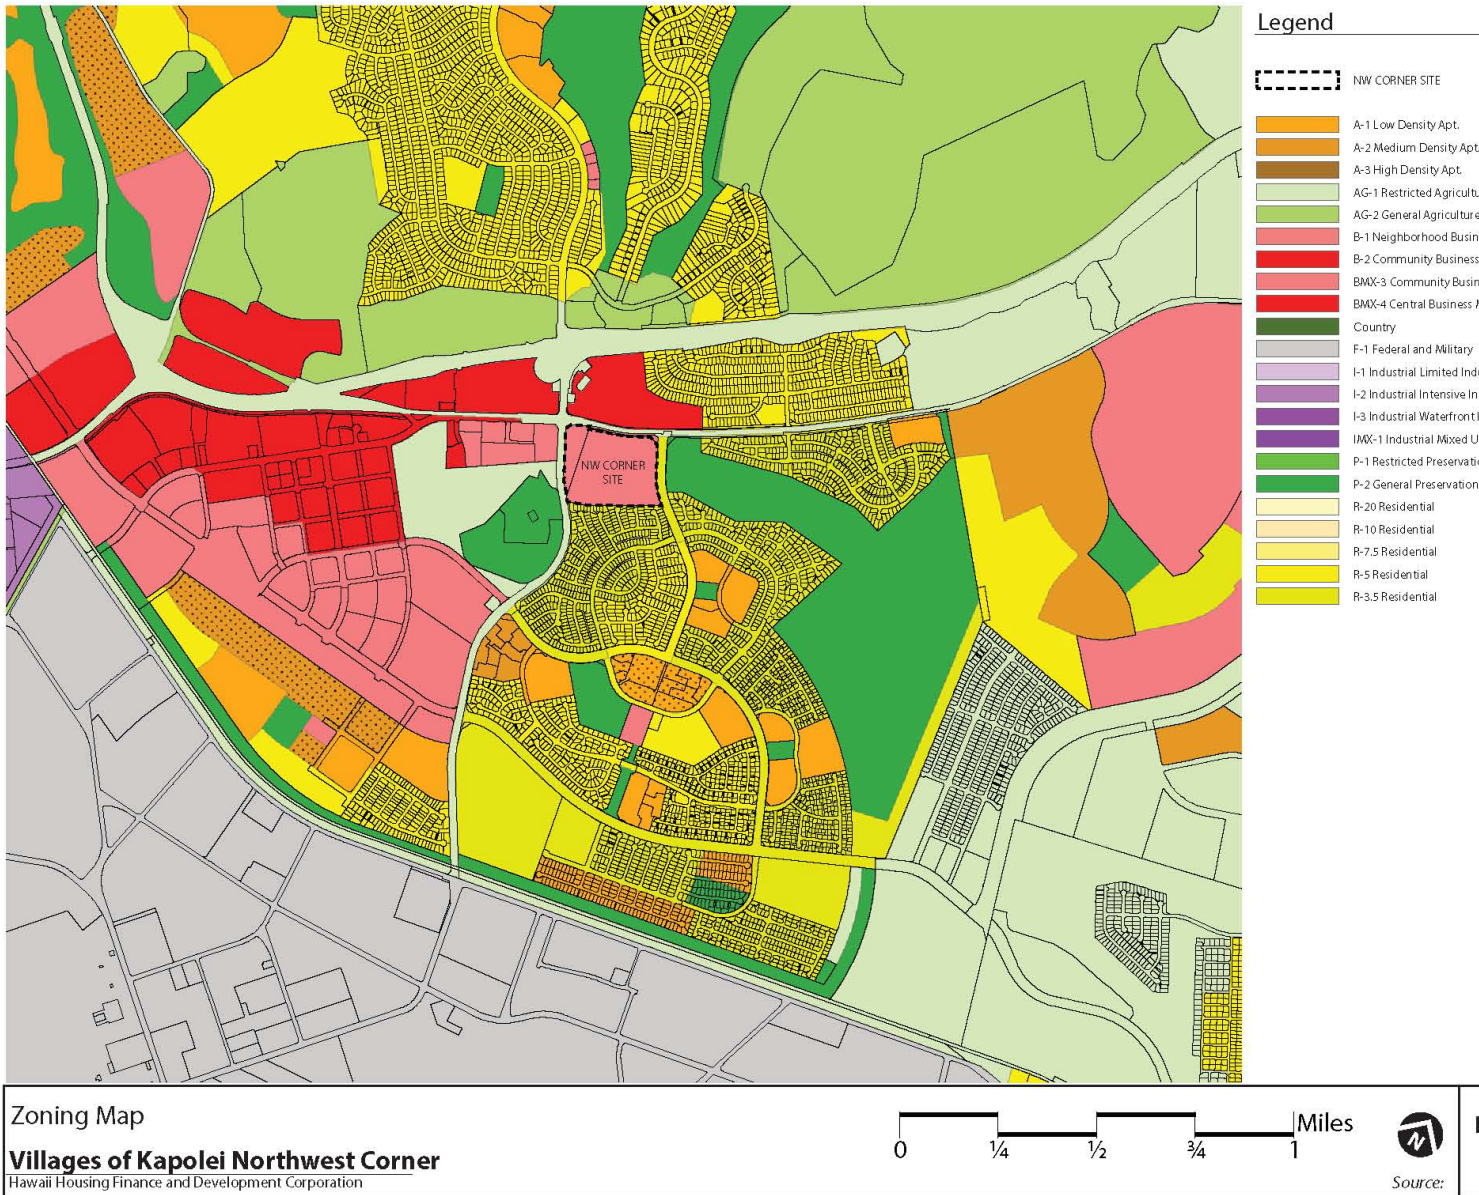 Legend
NW CORNER SITE
A-1 Low Density Apt.
A-2 Medium Density Apt.
A-3 High Density Apt.
AG-1 Restricted Agricultu
AG-2 General Agriculture
B-1 Neighborhood Busin
B-2 Community Business
BMX-3 Community Busin
BMX-4 Central Business M
Country
F-1 Federal and Military
I-1 Industrial Limited Indu
I-2 Industrial Intensive In
I-3 Industrial Waterfront I
IMX-1 Industrial Mixed U
P-1 Restricted Preservati
P-2 General Preservation
R-20 Residential
R-10 Residential
R-7.5 Residential
R-5 Residential
R-3.5 Residential
NW CORNER
SITE
Zoning Map
Villages of Kapolei Northwest Corner
Hawaii Housing Finance and Development Corporation
0 1/4 1/2 3/4 1 Miles
N
Source: